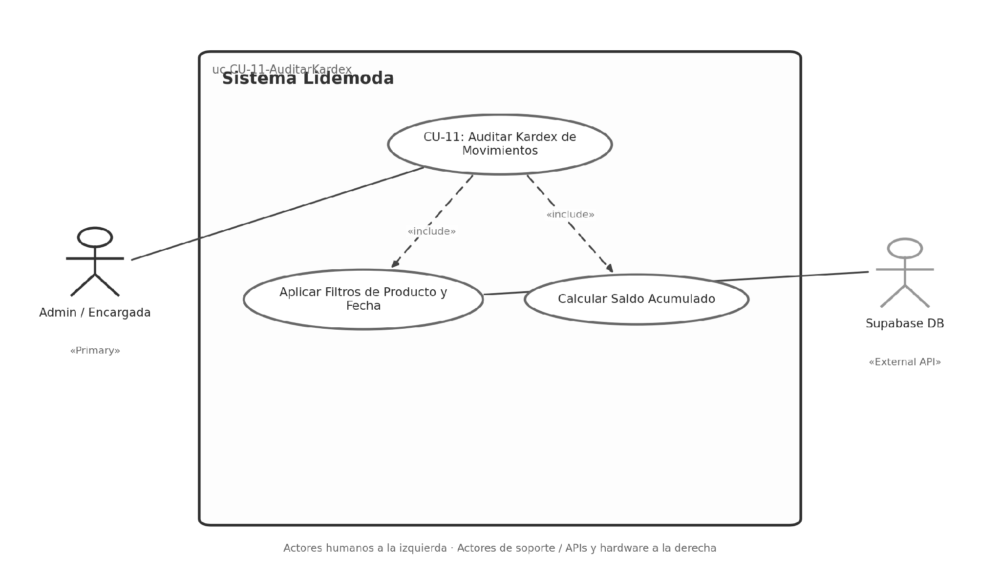 uc CU-11-AuditarKardex
Sistema Lidemoda
CU-11: Auditar Kardex de
Movimientos
«include»
«include»
Aplicar Filtros de Producto y
Fecha
Calcular Saldo Acumulado
Admin / Encargada
«Primary»
Supabase DB
«External API»
Actores humanos a la izquierda · Actores de soporte / APIs y hardware a la derecha